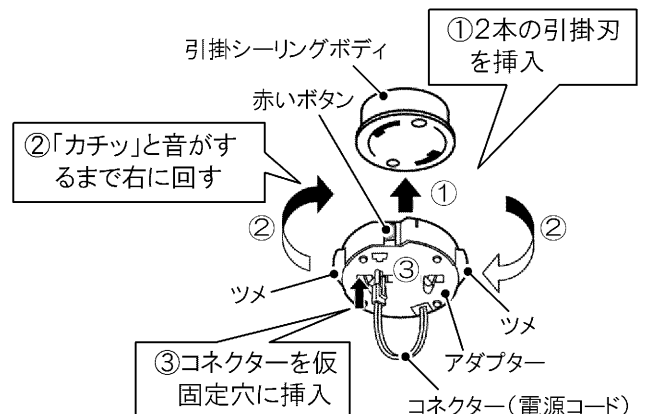 ①2本の引掛刃
を挿入
引掛シーリングボディ
赤いボタン
②「カチッ」と音がす
るまで右に回す
①
②
②
③
ツメ
ツメ
アダプター
③コネクターを仮
固定穴に挿入
コネクター(電源コード)